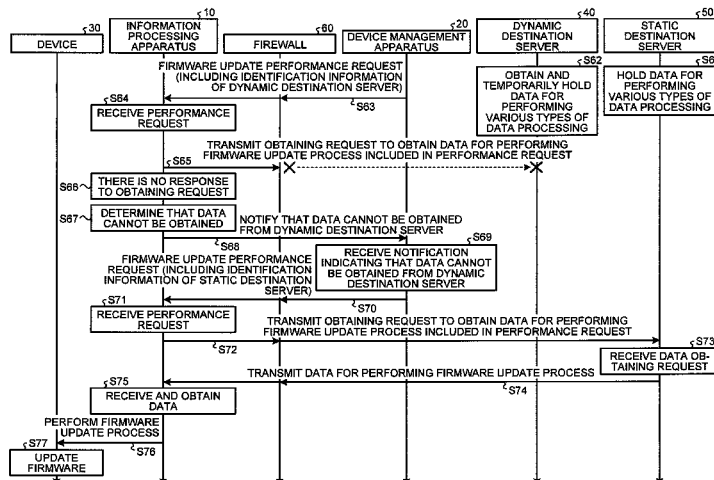 30
DEVICE
10
INFORMATION
PROCESSING
APPARATUS
60
FIREWALL
20
DEVICE MANAGEMENT
APPARATUS
40
DYNAMIC
DESTINATION
SERVER
50
STATIC
DESTINATION
SERVER
FIRMWARE UPDATE PERFORMANCE REQUEST
(INCLUDING IDENTIFICATION INFORMATION
OF DYNAMIC DESTINATION SERVER)
S63
S62
OBTAIN AND
TEMPORARILY HOLD
DATA FOR
PERFORMING
VARIOUS TYPES OF
DATA PROCESSING
HOLD DATA FOR
PERFORMING
VARIOUS TYPES OF
DATA PROCESSING
S64
RECEIVE PERFORMANCE
REQUEST
S65
TRANSMIT OBTAINING REQUEST TO OBTAIN DATA FOR PERFORMING
FIRMWARE UPDATE PROCESS INCLUDED IN PERFORMANCE REQUEST
S66
THERE IS NO RESPONSE
TO OBTAINING REQUEST
S67
DETERMINE THAT DATA
CANNOT BE OBTAINED
NOTIFY THAT DATA CANNOT BE OBTAINED
FROM DYNAMIC DESTINATION SERVER
S68
S69
RECEIVE NOTIFICATION
INDICATING THAT DATA CANNOT
BE OBTAINED FROM DYNAMIC
DESTINATION SERVER
FIRMWARE UPDATE PERFORMANCE
REQUEST (INCLUDING IDENTIFICATION
INFORMATION OF STATIC DESTINATION
SERVER)
S70
S71
RECEIVE PERFORMANCE
REQUEST
TRANSMIT OBTAINING REQUEST TO OBTAIN DATA FOR PERFORMING
FIRMWARE UPDATE PROCESS INCLUDED IN PERFORMANCE REQUEST
S72
S73
RECEIVE DATA OB-
TAINING REQUEST
TRANSMIT DATA FOR PERFORMING FIRMWARE UPDATE PROCESS
S74
S75
RECEIVE AND OBTAIN
DATA
PERFORM FIRMWARE
UPDATE PROCESS
S76
S77
UPDATE
FIRMWARE